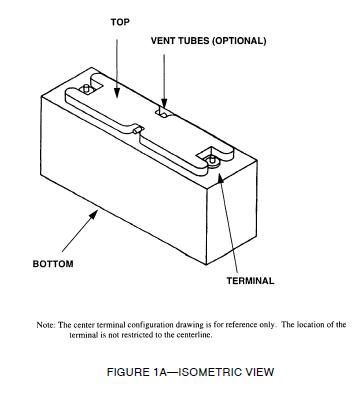 TOP
VENT TUBES (OPTIONAL)
BOTTOM
TERMINAL
Note: The center terminal configuration drawing is for reference only. The location of the
terminal is not restricted to the centerline.
FIGURE 1A—ISOMETRIC VIEW